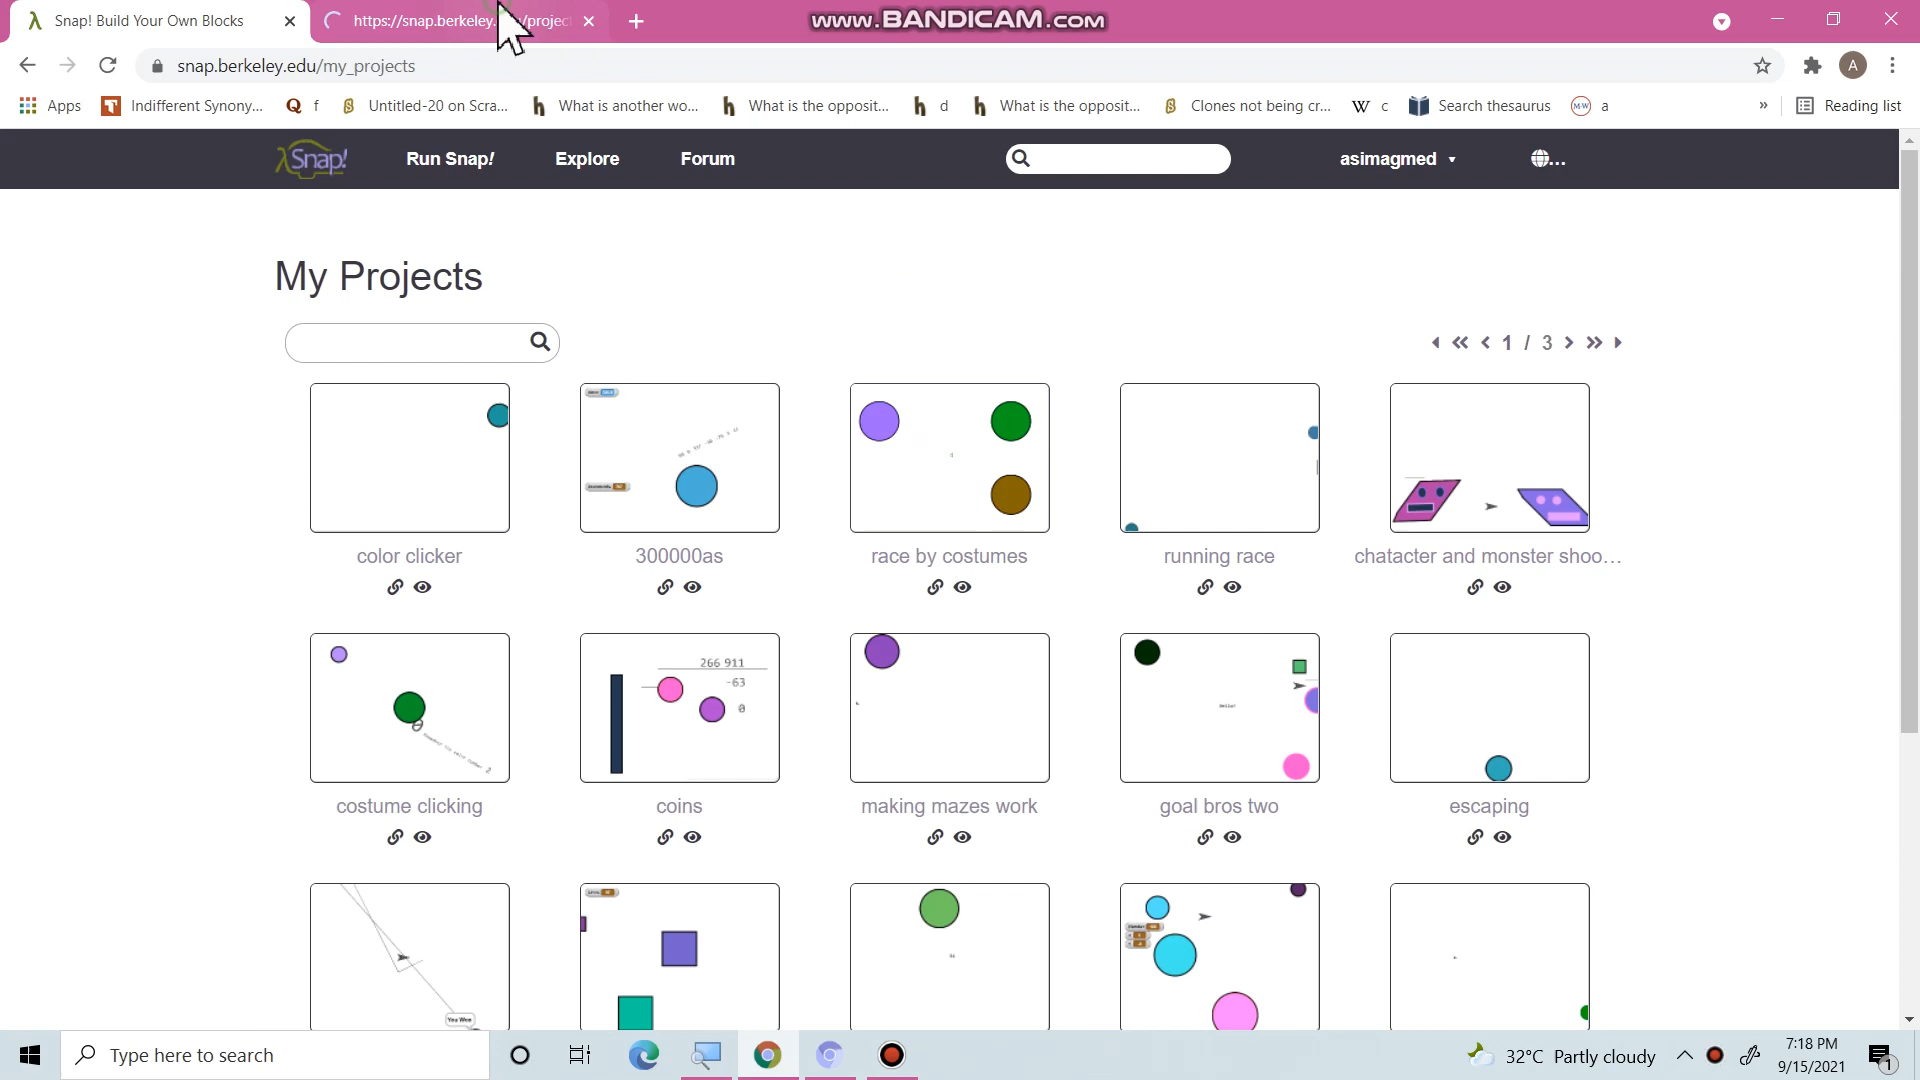 Snap! Build Your Own Blocks
https://snap.berkeley.
/project
www.BANDICAM.com
snap.berkeley.edu/my_projects
A
Apps
T
Indifferent Synony...
Q
f
Untitled-20 on Scra...
h
What is another wo...
h
What is the opposit...
h
d
h
What is the opposit...
Clones not being cr...
W
c
Search thesaurus
M-W
a
»
Reading list
Snap!
Run Snap!
Explore
Forum
asimagmed
...
My Projects
1 / 3
color clicker
300000as
race by costumes
running race
chatacter and monster shoo...
266 911
-63
0
Hello!
costume clicking
coins
making mazes work
goal bros two
escaping
You Won
Type here to search
32°C Partly cloudy
7:18 PM
9/15/2021
1